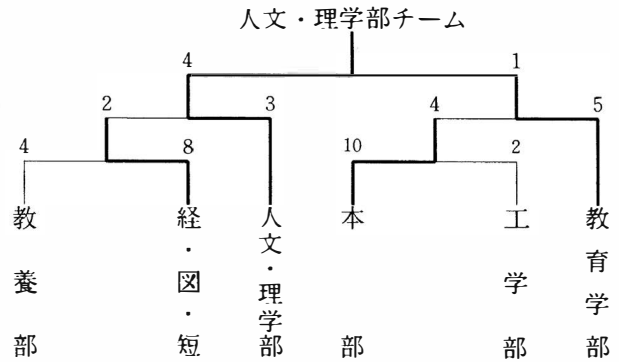 人文・理学部チーム
4 1
2 3 4 5
4 8 10 2
教養部
経・図・短
人文・理学部
本部
工学部
教育学部